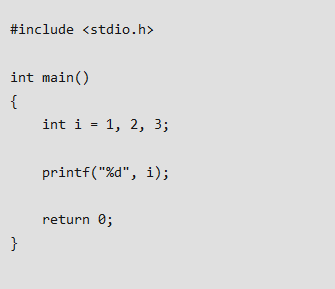 #include <stdio.h>
int main()
{
    int i = 1, 2, 3;
    printf("%d", i);
    return 0;
}